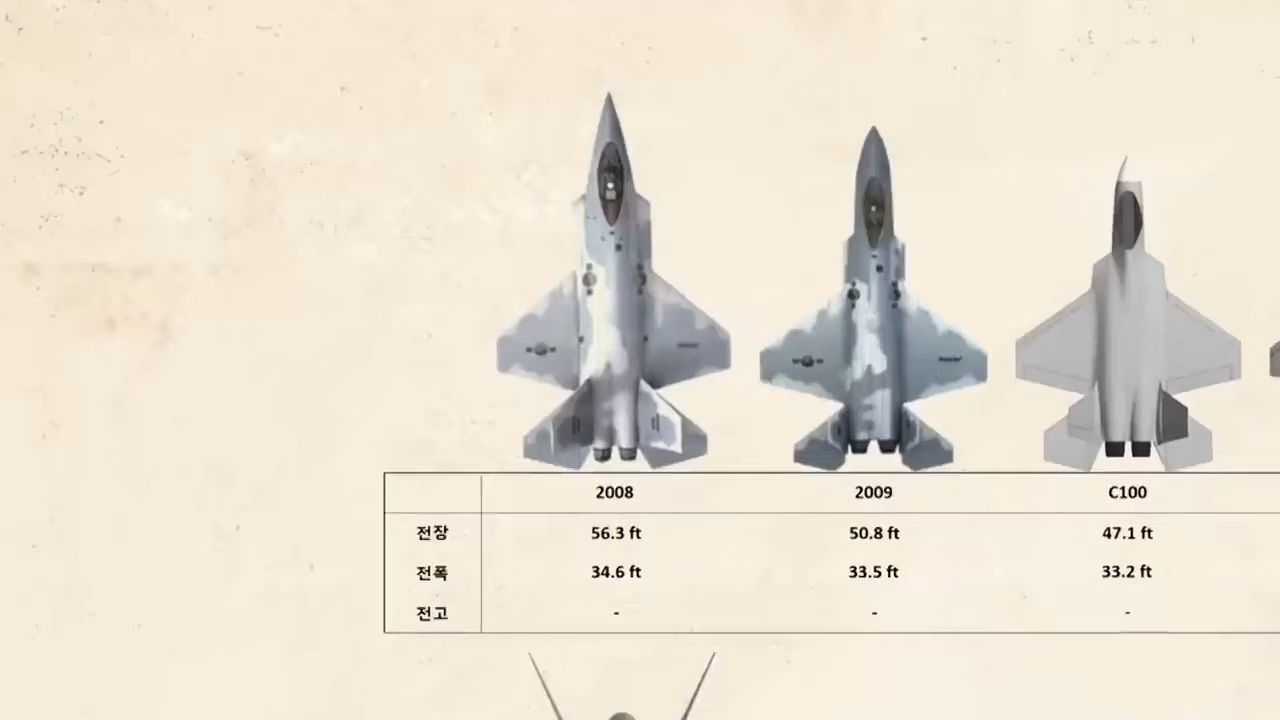 2008 2009 C100
전장 56.3 ft 50.8 ft 47.1 ft
전폭 34.6 ft 33.5 ft 33.2 ft
전고 - - -